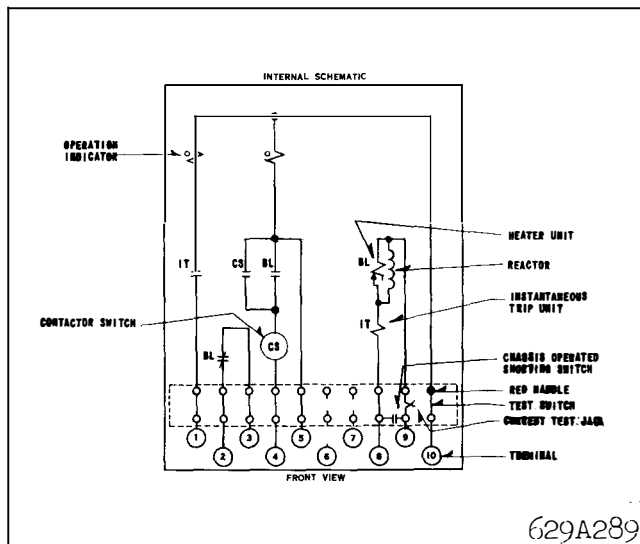 INTERNAL SCHEMATIC
OPERATION
INDICATOR
HEATER UNIT
REACTOR
IT
CS
BL
BL
INSTANTANEOUS
TRIP UNIT
IT
CONTACTOR SWITCH
CS
BL
CHASSIS OPERATED
SHORTING SWITCH
RED HANDLE
TEST SWITCH
CURRENT TEST JACK
1
3
5
7
9
2
4
6
8
10
TERMINAL
FRONT VIEW
629A289